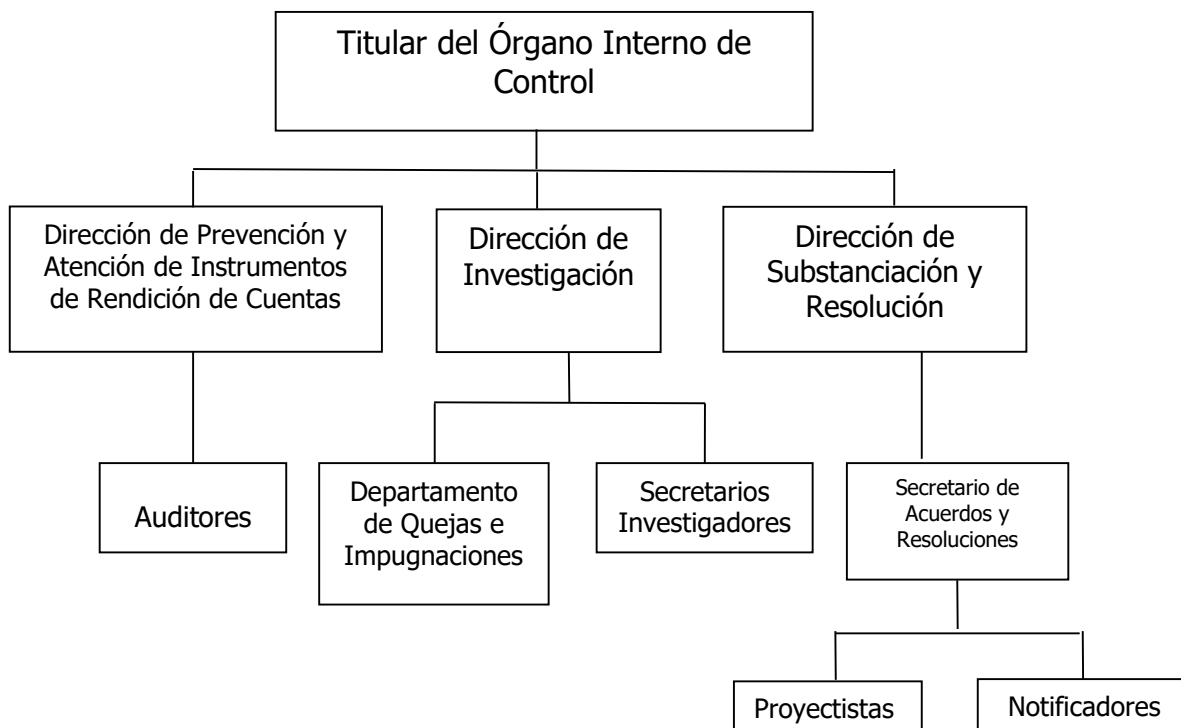 Titular del Órgano Interno de
Control
Dirección de Prevención y
Atención de Instrumentos
de Rendición de Cuentas
Dirección de
Investigación
Dirección de
Substanciación y
Resolución
Auditores
Departamento
de Quejas e
Impugnaciones
Secretarios
Investigadores
Secretario de
Acuerdos y
Resoluciones
Proyectistas
Notificadores